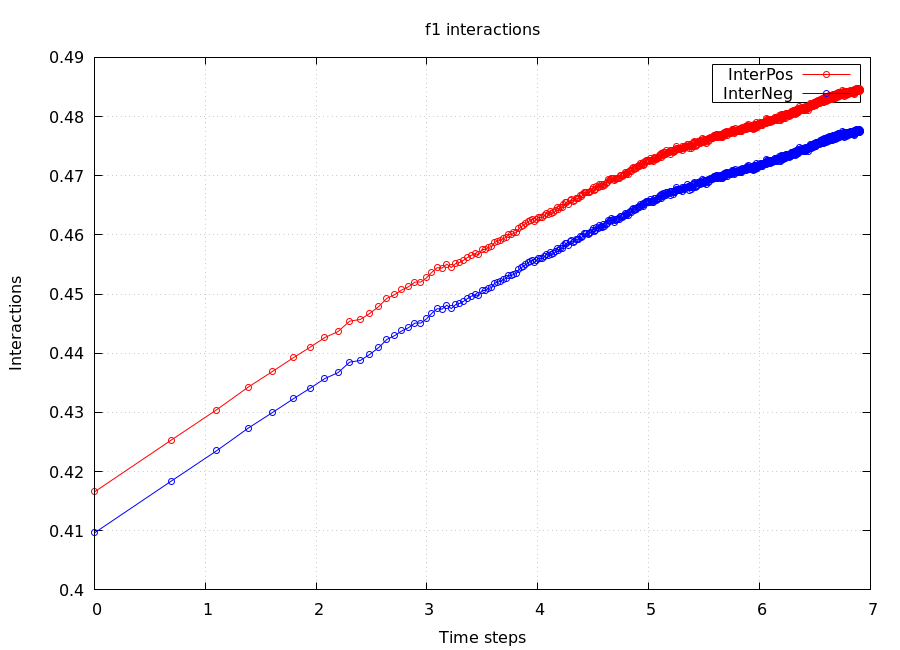 f1 interactions
0.49
0.48
0.47
0.46
0.45
0.44
0.43
0.42
0.41
0.4
Interactions
InterPos
InterNeg
0 1 2 3 4 5 6 7
Time steps